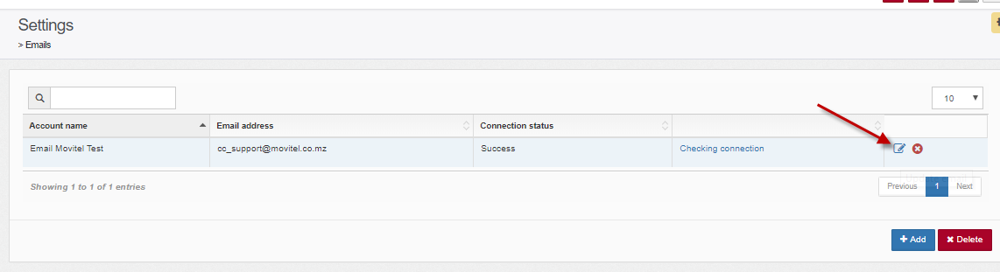 Settings
> Emails
10
Account name Email address Connection status
Email Movitel Test cc_support@movitel.co.mz Success Checking connection
Showing 1 to 1 of 1 entries
Previous 1 Next
Add Delete